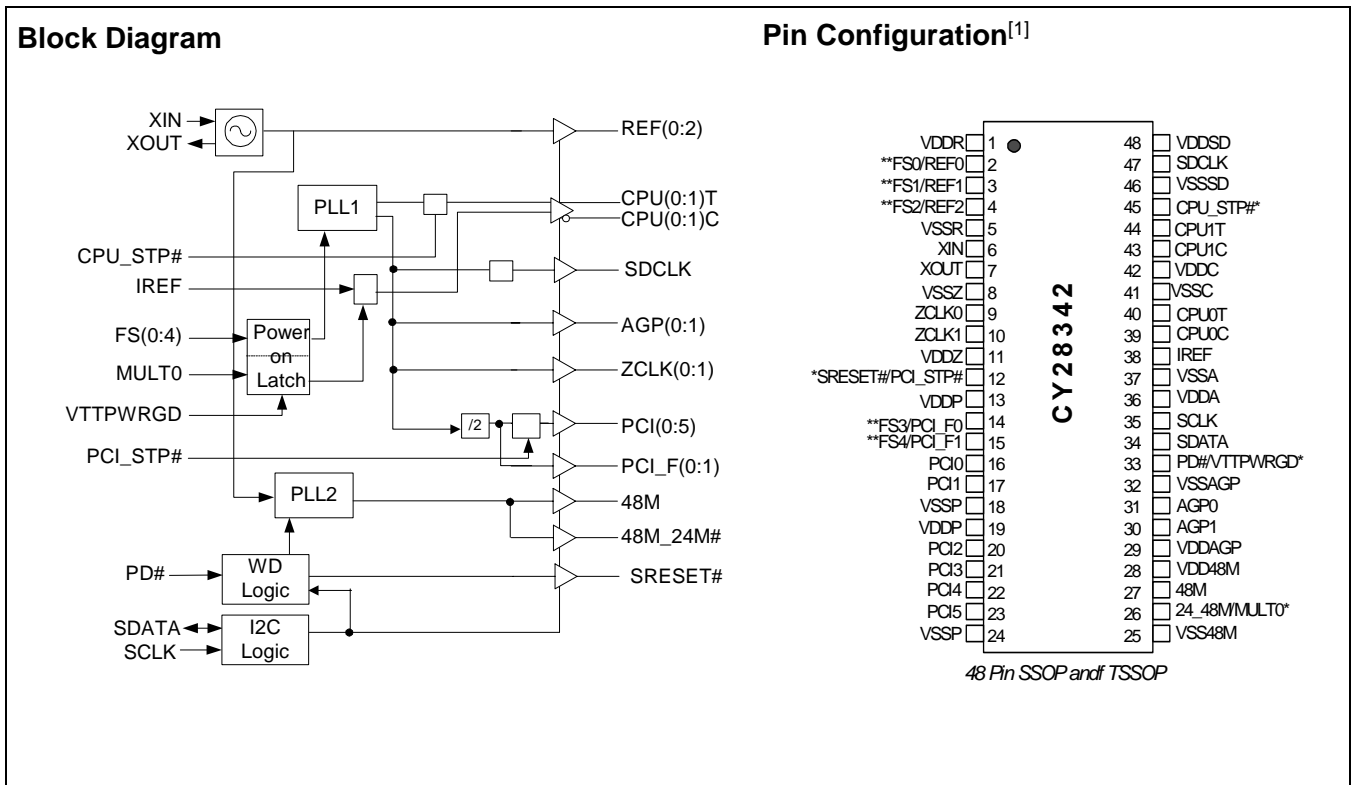 Block Diagram
XIN
XOUT
CPU_STP#
IREF
FS(0:4)
MULT0
VTTPWRGD
PCI_STP#
PD#
SDATA
SCLK
PLL1
Power
on
Latch
/2
PLL2
WD
Logic
I2C
Logic
REF(0:2)
CPU(0:1)T
CPU(0:1)C
SDCLK
AGP(0:1)
ZCLK(0:1)
PCI(0:5)
PCI_F(0:1)
48M
48M_24M#
SRESET#
Pin Configuration[1]
VDDR 1
**FS0/REF0 2
**FS1/REF1 3
**FS2/REF2 4
VSSR 5
XIN 6
XOUT 7
VSSZ 8
ZCLK0 9
ZCLK1 10
VDDZ 11
*SRESET#/PCI_STP# 12
VDDP 13
**FS3/PCI_F0 14
**FS4/PCI_F1 15
PCI0 16
PCI1 17
VSSP 18
VDDP 19
PCI2 20
PCI3 21
PCI4 22
PCI5 23
VSSP 24
CY28342
48 VDDSD
47 SDCLK
46 VSSSD
45 CPU_STP#*
44 CPU1T
43 CPU1C
42 VDDC
41 VSSC
40 CPU0T
39 CPU0C
38 IREF
37 VSSA
36 VDDA
35 SCLK
34 SDATA
33 PD#/VTTPWRGD*
32 VSSAGP
31 AGP0
30 AGP1
29 VDDAGP
28 VDD48M
27 48M
26 24_48M/MULT0*
25 VSS48M
48 Pin SSOP andf TSSOP